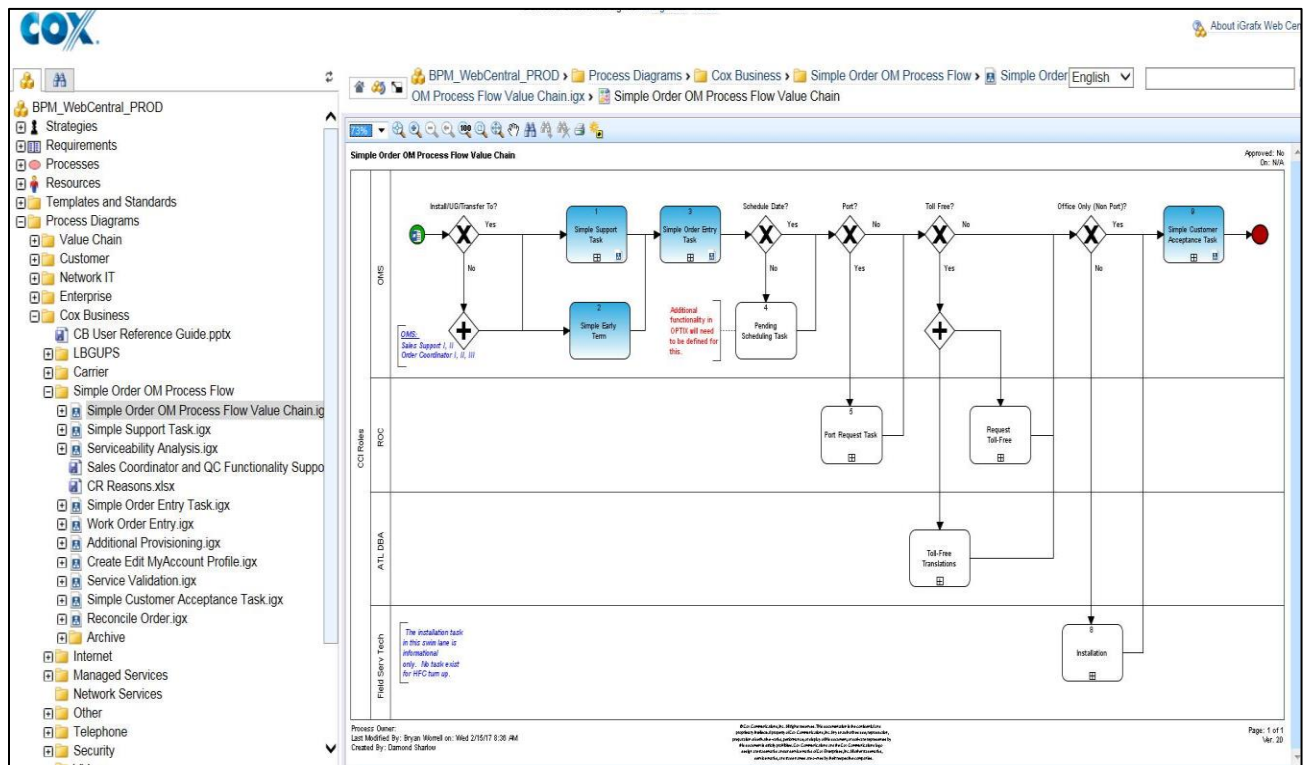 COX
About iGrafx Web Cen
BPM_WebCentral_PROD › Process Diagrams › Cox Business › Simple Order OM Process Flow › Simple Order
OM Process Flow Value Chain.igx › Simple Order OM Process Flow Value Chain
English
BPM_WebCentral_PROD
Strategies
Requirements
Processes
Resources
Templates and Standards
Process Diagrams
Value Chain
Customer
Network IT
Enterprise
Cox Business
CB User Reference Guide.pptx
LBGUPS
Carrier
Simple Order OM Process Flow
Simple Order OM Process Flow Value Chain.ig
Simple Support Task.igx
Serviceability Analysis.igx
Sales Coordinator and QC Functionality Suppo
CR Reasons.xlsx
Simple Order Entry Task.igx
Work Order Entry.igx
Additional Provisioning.igx
Create Edit MyAccount Profile.igx
Service Validation.igx
Simple Customer Acceptance Task.igx
Reconcile Order.igx
Archive
Internet
Managed Services
Network Services
Other
Telephone
Security
73%
100
Simple Order OM Process Flow Value Chain
Approved: No
On: N/A
CCI Roles
OMS
Install/UG/Transfer To?
Yes
No
1
Simple Support
Task
2
Simple Early
Term
3
Simple Order Entry
Task
Schedule Date?
Yes
No
4
Pending
Scheduling Task
Port?
No
Yes
Toll Free?
No
Yes
Office Only (Non Port)?
Yes
No
9
Simple Customer
Acceptance Task
OMS:
Sales Support I, II
Order Coordinator I, II, III
Additional
functionality in
OPTIX will need
to be defined for
this.
ROC
5
Port Request Task
Request
Toll-Free
ATL DBA
Toll-Free
Translations
Field Serv Tech
The installation task
in this swim lane is
informational
only. No task exist
for HFC turn up.
8
Installation
Process Owner:
Last Modified By: Bryan Worrell on: Wed 2/15/17 8:36 AM
Created By: Damond Sharlow
Page: 1 of 1
Ver. 20